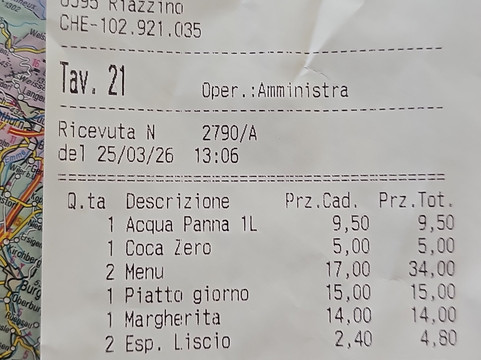 6595 Riazzino
CHE-102.921.035
Tav. 21 Oper.:Amministra
Ricevuta N 2790/A
del 25/03/26 13:06
Q.ta Descrizione Prz.Cad. Prz.Tot.
1 Acqua Panna 1L 9,50 9,50
1 Coca Zero 5,00 5,00
2 Menu 17,00 34,00
1 Piatto giorno 15,00 15,00
1 Margherita 14,00 14,00
2 Esp. Liscio 2,40 4,80